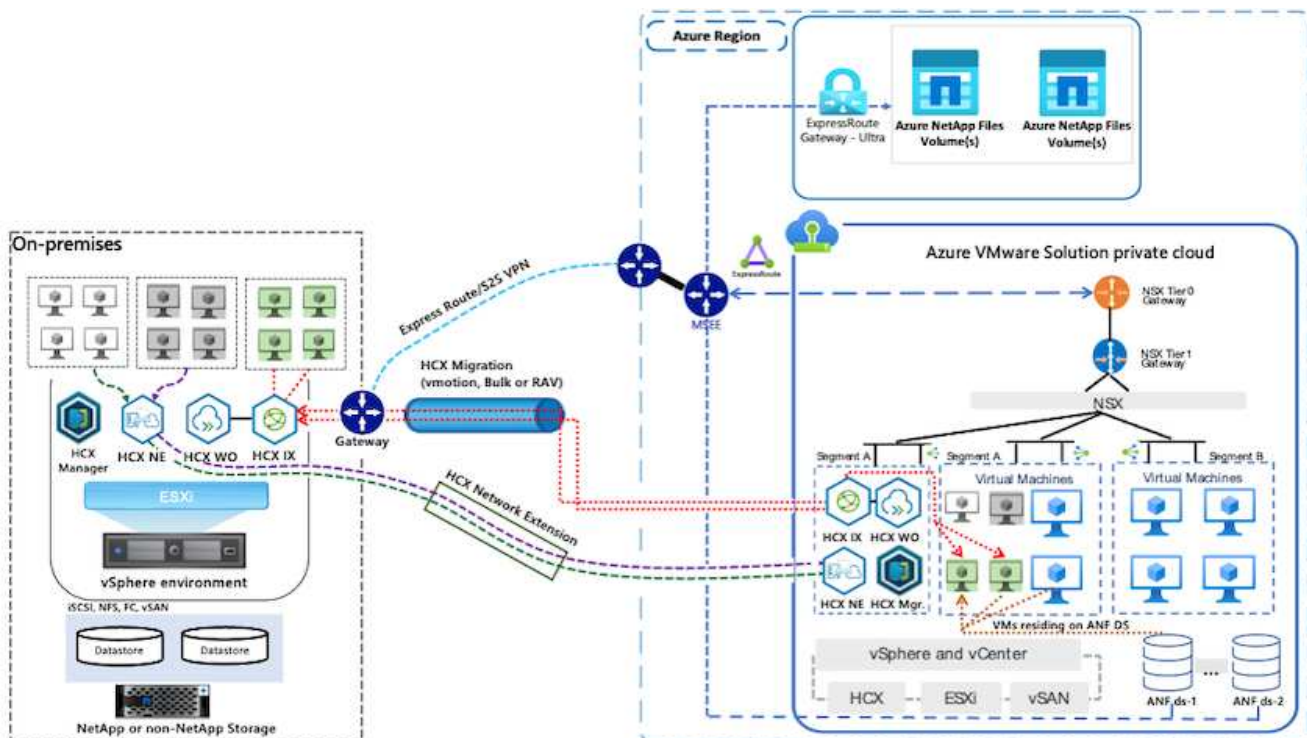 Azure Region
ExpressRoute
Gateway - Ultra
Azure NetApp Files
Volume(s)
Azure NetApp Files
Volume(s)
On-premises
Express Route/S2S VPN
ExpressRoute
MSEE
Azure VMware Solution private cloud
NSX Tier0
Gateway
NSX Tier1
Gateway
NSX
HCX Migration
(vmotion, Bulk or RAV)
Gateway
HCX
Manager
HCX NE
HCX WO
HCX IX
ESXi
vSphere environment
HCX Network Extension
Segment A
Segment A
Segment B
Virtual Machines
Virtual Machines
HCX IX
HCX WO
HCX NE
HCX Mgr.
VMs residing on ANF DS
iSCSI, NFS, FC, vSAN
Datastore
Datastore
NetApp or non-NetApp Storage
vSphere and vCenter
HCX
ESXi
vSAN
...
ANF ds-1
ANF ds-2